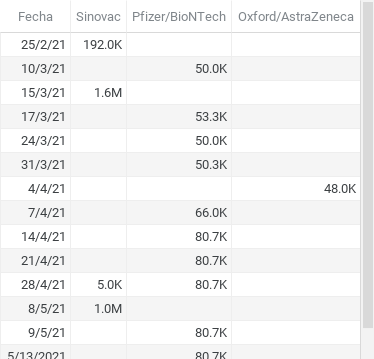 Fecha Sinovac Pfizer/BioNTech Oxford/AstraZeneca
25/2/21 192.0K
10/3/21 50.0K
15/3/21 1.6M
17/3/21 53.3K
24/3/21 50.0K
31/3/21 50.3K
4/4/21 48.0K
7/4/21 66.0K
14/4/21 80.7K
21/4/21 80.7K
28/4/21 5.0K 80.7K
8/5/21 1.0M
9/5/21 80.7K
5/13/2021 80.7K